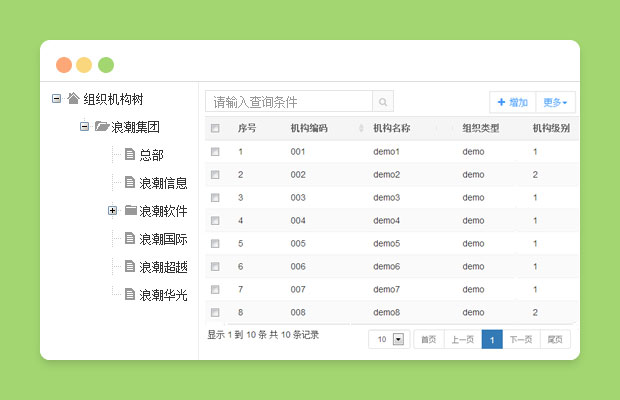 组织机构树
浪潮集团
总部
浪潮信息
浪潮软件
浪潮国际
浪潮超越
浪潮华光
请输入查询条件
增加 更多
序号 机构编码 机构名称 组织类型 机构级别
1 001 demo1 demo 1
2 002 demo2 demo 2
3 003 demo3 demo 1
4 004 demo4 demo 1
5 005 demo5 demo 1
6 006 demo6 demo 1
7 007 demo7 demo 1
8 008 demo8 demo 2
显示 1 到 10 条 共 10 条记录 10 首页 上一页 1 下一页 尾页